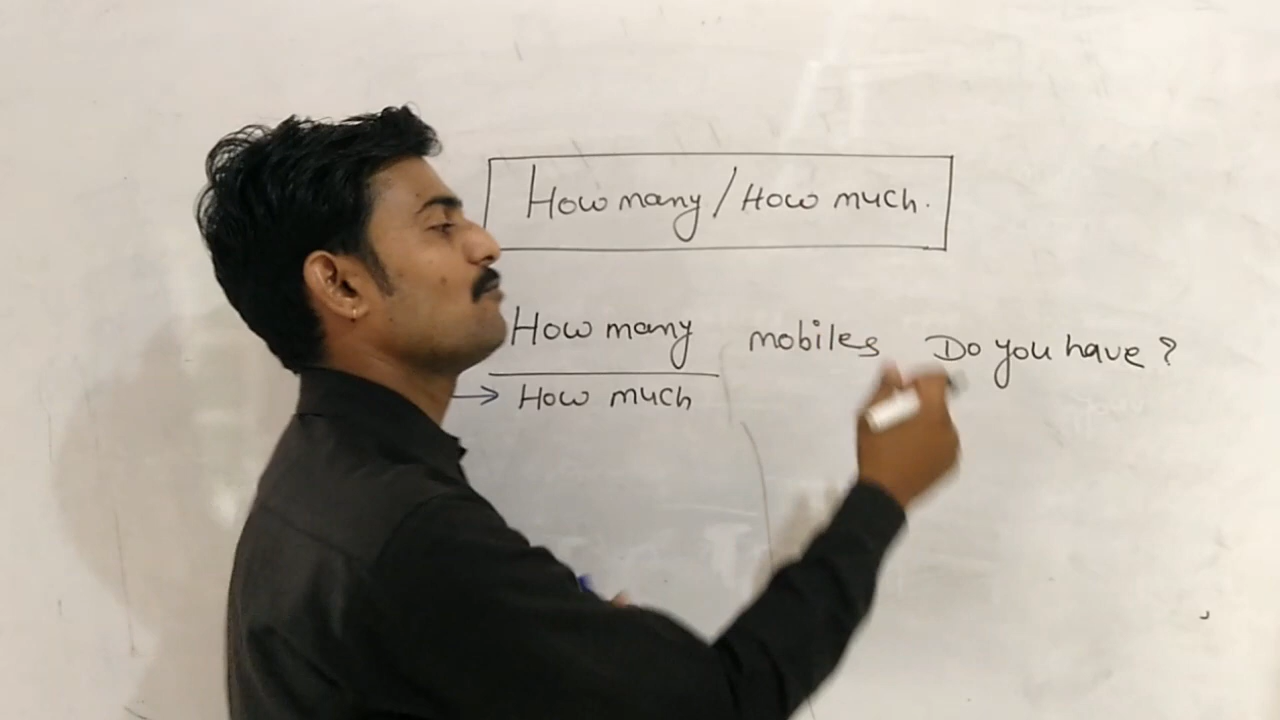 How many / How much.
How many mobiles Do you have ?
→ How much